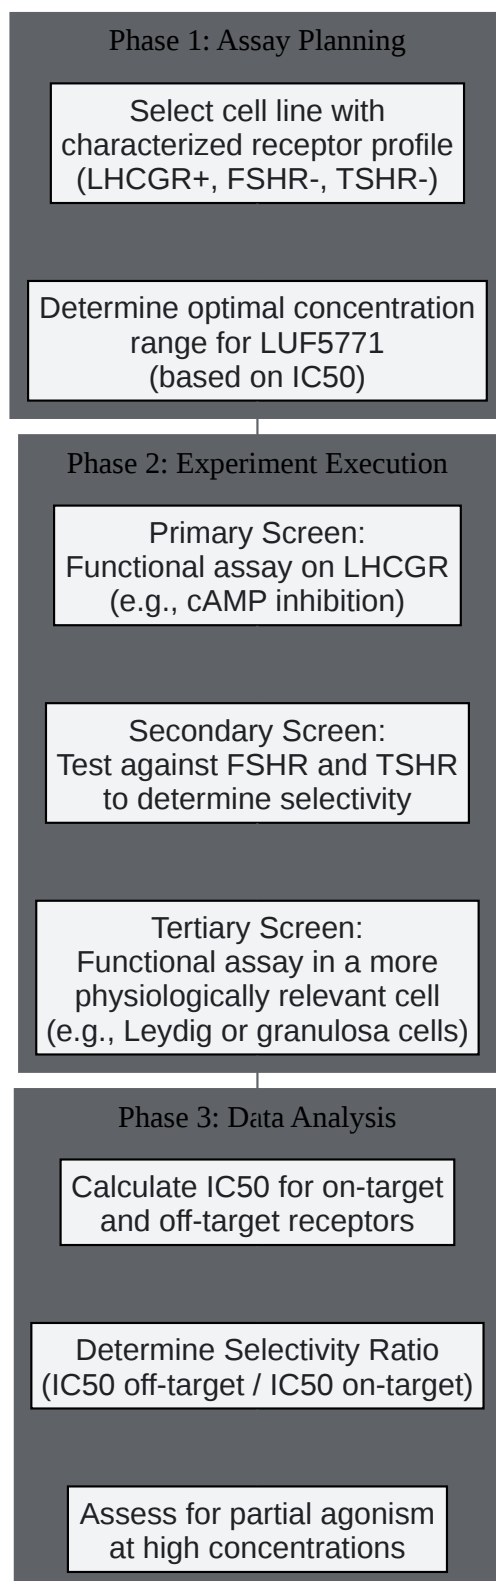 Phase 1: Assay Planning
Select cell line with
characterized receptor profile
(LHCGR+, FSHR-, TSHR-)
Determine optimal concentration
range for LUF5771
(based on IC50)
Phase 2: Experiment Execution
Primary Screen:
Functional assay on LHCGR
(e.g., cAMP inhibition)
Secondary Screen:
Test against FSHR and TSHR
to determine selectivity
Tertiary Screen:
Functional assay in a more
physiologically relevant cell
(e.g., Leydig or granulosa cells)
Phase 3: Data Analysis
Calculate IC50 for on-target
and off-target receptors
Determine Selectivity Ratio
(IC50 off-target / IC50 on-target)
Assess for partial agonism
at high concentrations